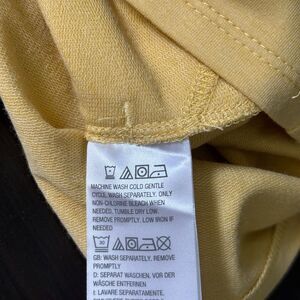 MACHINE WASH COLD GENTLE
CYCLE, WASH SEPARATELY. ONLY
NON-CHLORINE BLEACH WHEN
NEEDED. TUMBLE DRY LOW.
REMOVE PROMPTLY. LOW IRON IF
NEEDED
30
GB: WASH SEPARATELY. REMOVE
PROMPTLY.
D: SEPARAT WASCHEN, VOR DER
WÄSCHE ENTFERNEN
I: LAVARE SEPARATAMENTE.